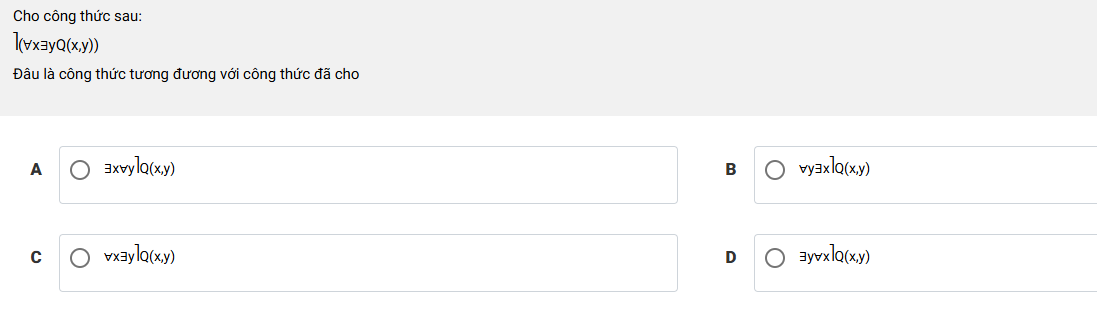 Cho công thức sau:
⌉(∀x∃yQ(x,y))
Đâu là công thức tương đương với công thức đã cho
A ∃x∀y⌉Q(x,y)
B ∀y∃x⌉Q(x,y)
C ∀x∃y⌉Q(x,y)
D ∃y∀x⌉Q(x,y)